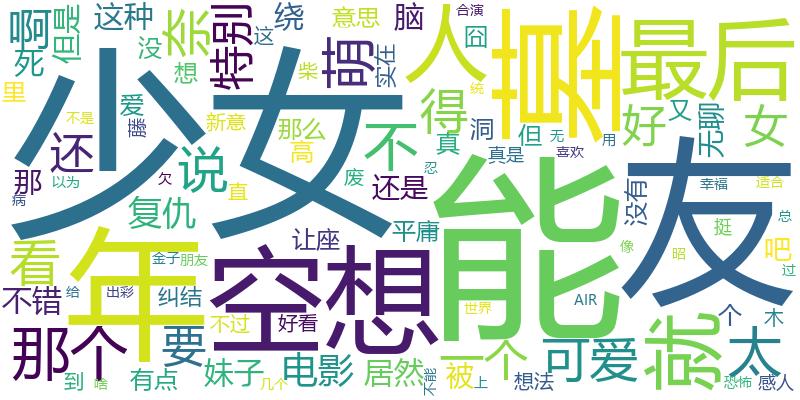 少女
能
友
空想
年
墓
最后
人
那个
就
可爱
太
一个
电影
妹子
居然
被
要
看
不错
纠结
出彩
金子
朋友
给
不过
好看
到
啥
有点
几个
不能
上
想法
恐怖
感人
个
木
过
吧
总
挺
昭
像
适合
幸福
没有
无聊
女
好
又
但
无
用
喜欢
真是
真
洞
得
统
合演
囧
脑
意思
绕
这
特别
柴
实在
萌
奈
这种
没
想
爱
藤
新意
那么
高
直
不
废
忍
还是
说
复仇
让座
平庸
欠
以为
病
不是
还
那
里
死
啊
但是
世界
AIR